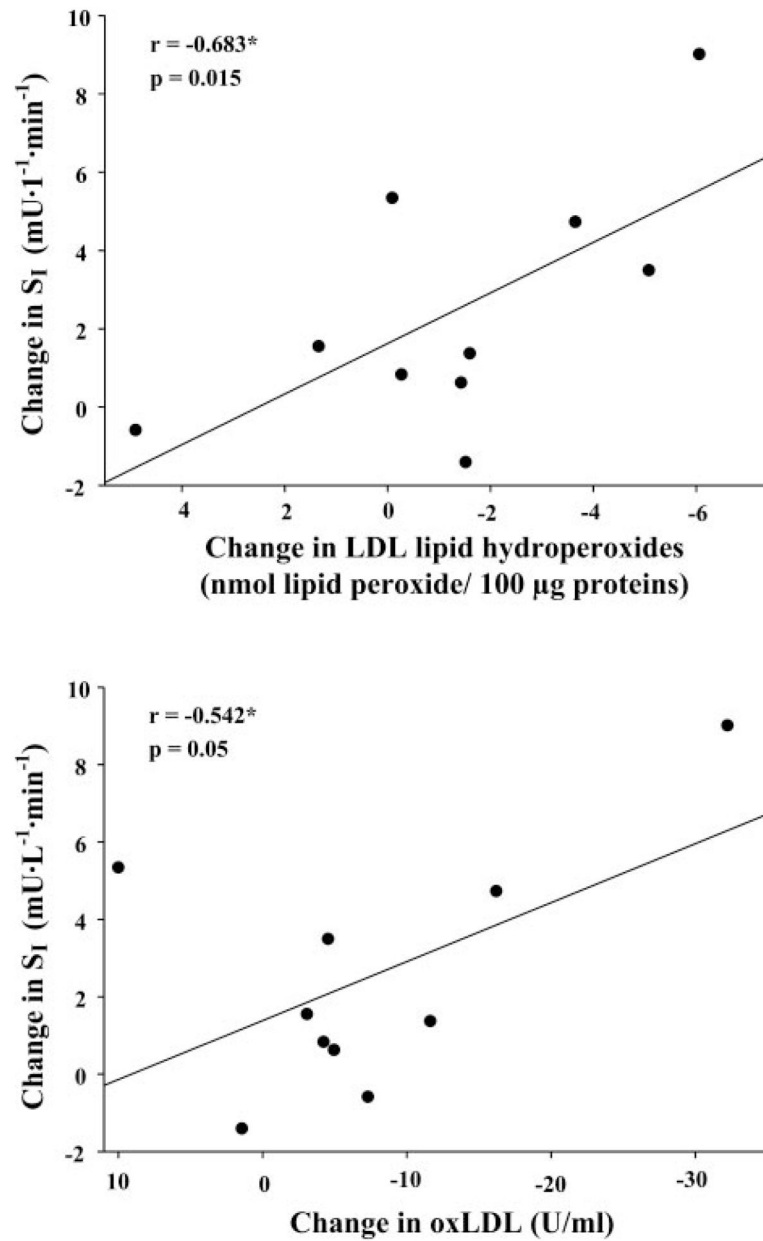 r = -0.683*
p = 0.015
10
8
6
4
2
0
-2
Change in S_I (mU·1⁻¹·min⁻¹)
4 2 0 -2 -4 -6
Change in LDL lipid hydroperoxides
(nmol lipid peroxide/ 100 µg proteins)
r = -0.542*
p = 0.05
10
8
6
4
2
0
-2
Change in S_I (mU·L⁻¹·min⁻¹)
10 0 -10 -20 -30
Change in oxLDL (U/ml)